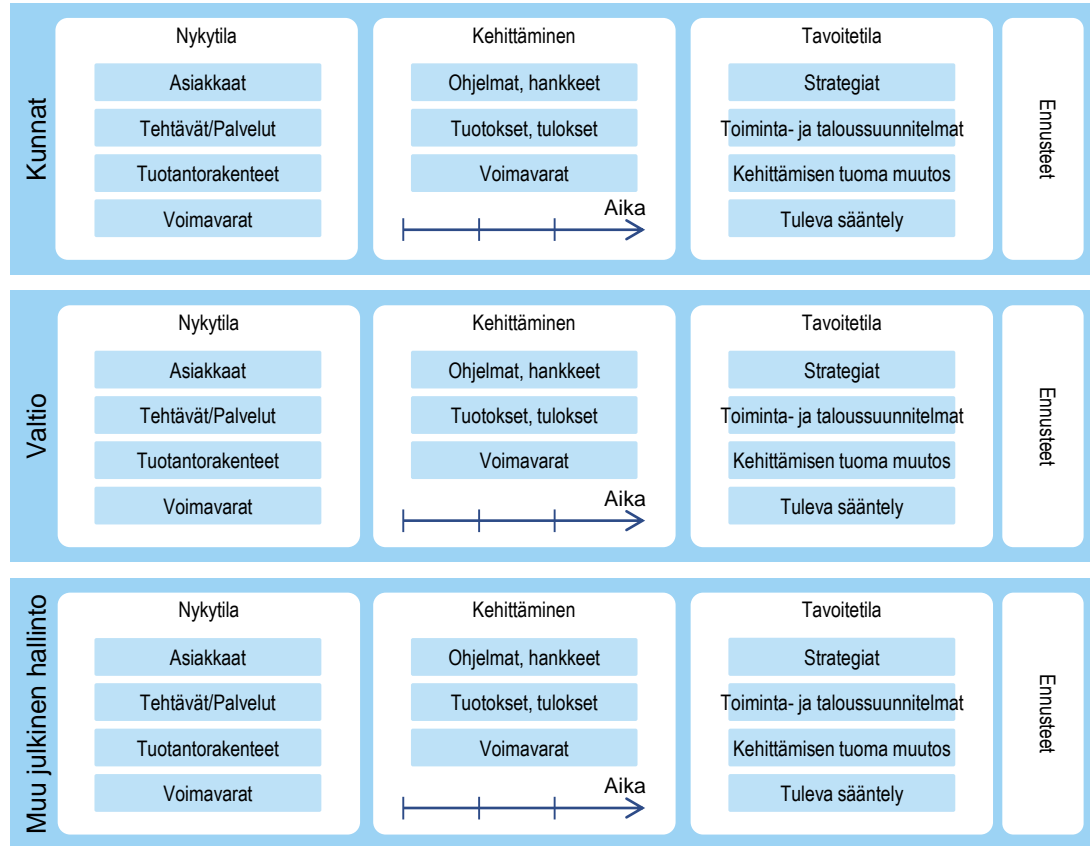 Kunnat
Nykytila
Asiakkaat
Tehtävät/Palvelut
Tuotantorakenteet
Voimavarat
Kehittäminen
Ohjelmat, hankkeet
Tuotokset, tulokset
Voimavarat
Aika
Tavoitetila
Strategiat
Toiminta- ja taloussuunnitelmat
Kehittämisen tuoma muutos
Tuleva sääntely
Ennusteet
Valtio
Nykytila
Asiakkaat
Tehtävät/Palvelut
Tuotantorakenteet
Voimavarat
Kehittäminen
Ohjelmat, hankkeet
Tuotokset, tulokset
Voimavarat
Aika
Tavoitetila
Strategiat
Toiminta- ja taloussuunnitelmat
Kehittämisen tuoma muutos
Tuleva sääntely
Ennusteet
Muu julkinen hallinto
Nykytila
Asiakkaat
Tehtävät/Palvelut
Tuotantorakenteet
Voimavarat
Kehittäminen
Ohjelmat, hankkeet
Tuotokset, tulokset
Voimavarat
Aika
Tavoitetila
Strategiat
Toiminta- ja taloussuunnitelmat
Kehittämisen tuoma muutos
Tuleva sääntely
Ennusteet